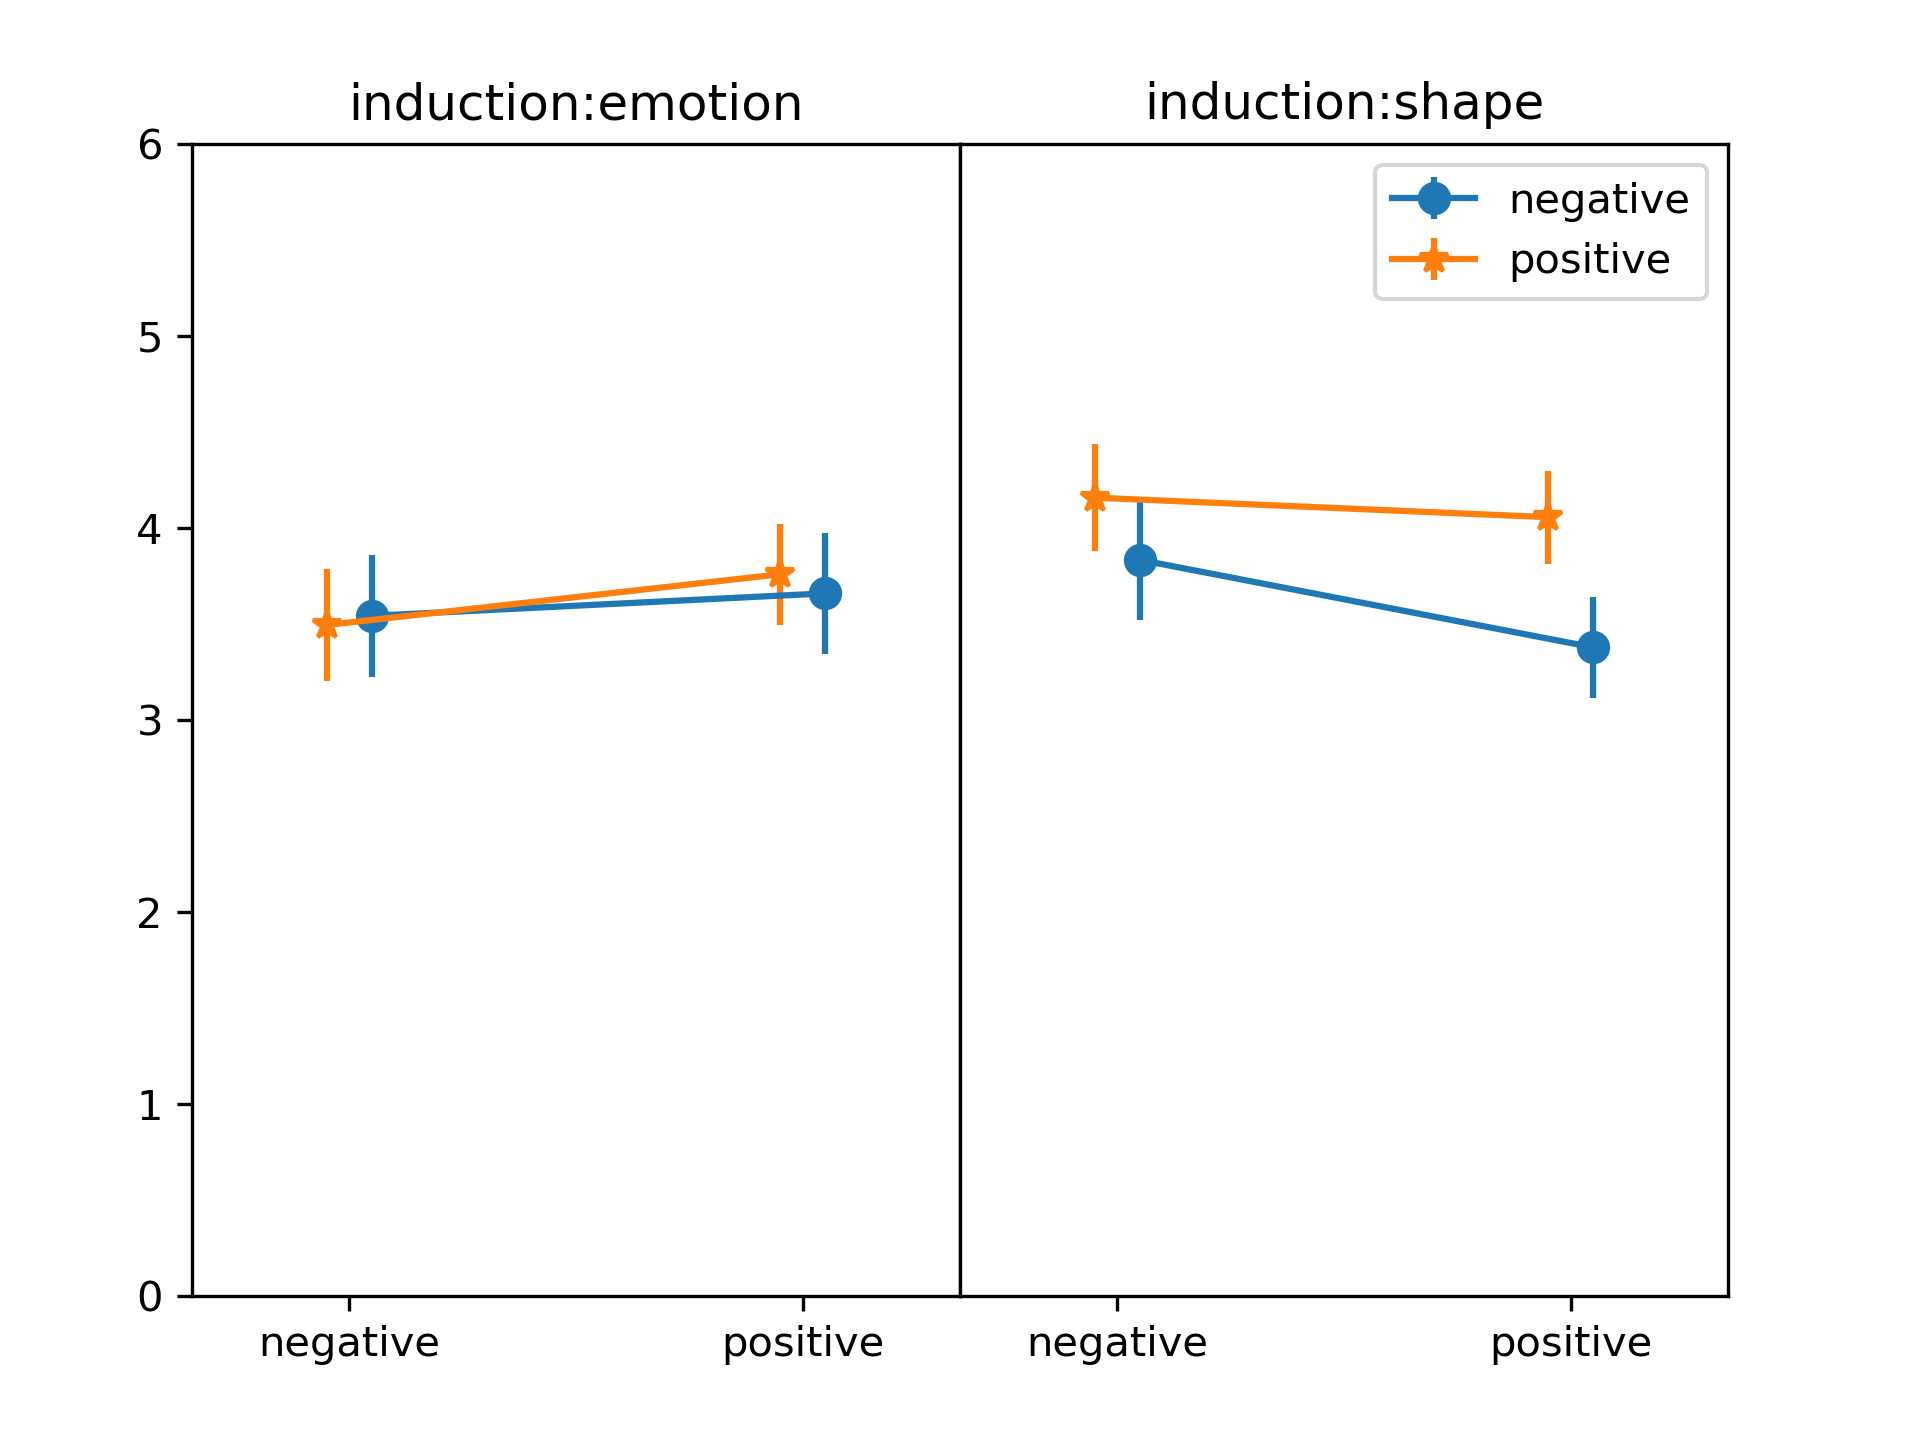 induction:emotion
induction:shape
6
5
4
3
2
1
0
negative
positive
negative
positive
negative
positive